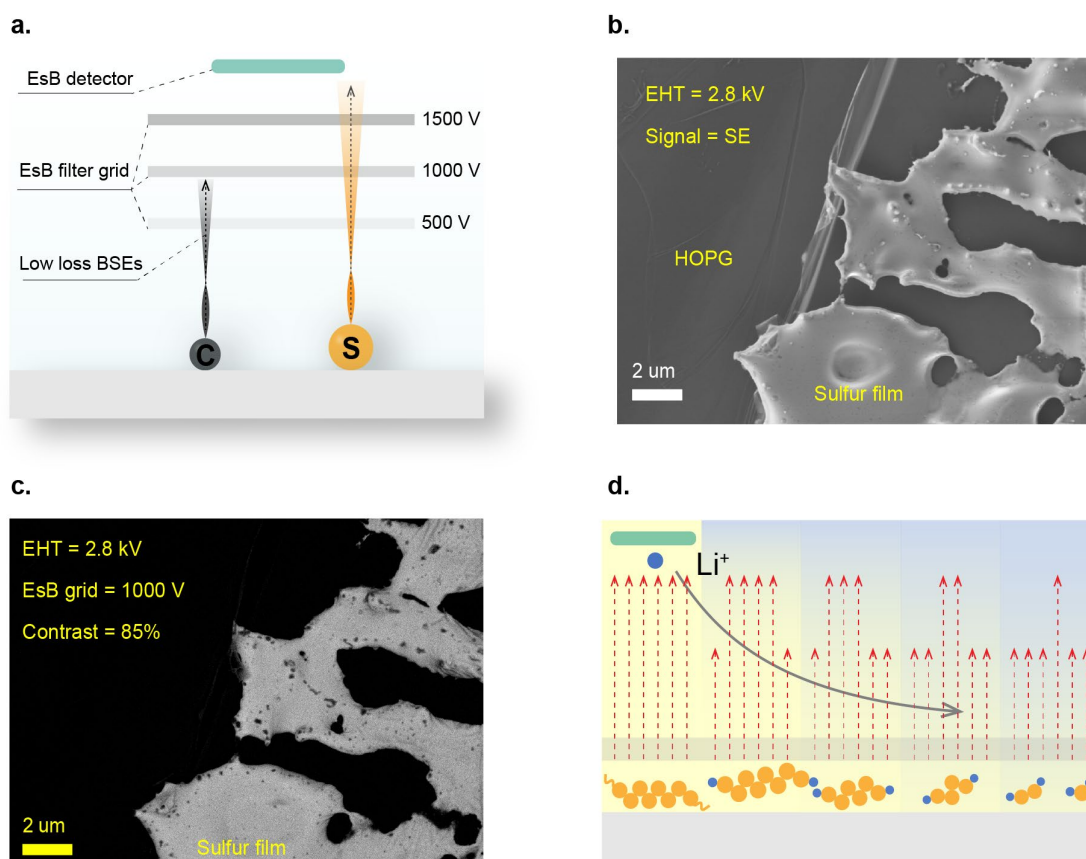 a.
EsB detector
1500 V
EsB filter grid
1000 V
500 V
Low loss BSEs
C
S
b.
EHT = 2.8 kV
Signal = SE
HOPG
2 um
Sulfur film
c.
EHT = 2.8 kV
EsB grid = 1000 V
Contrast = 85%
2 um
Sulfur film
d.
Li⁺